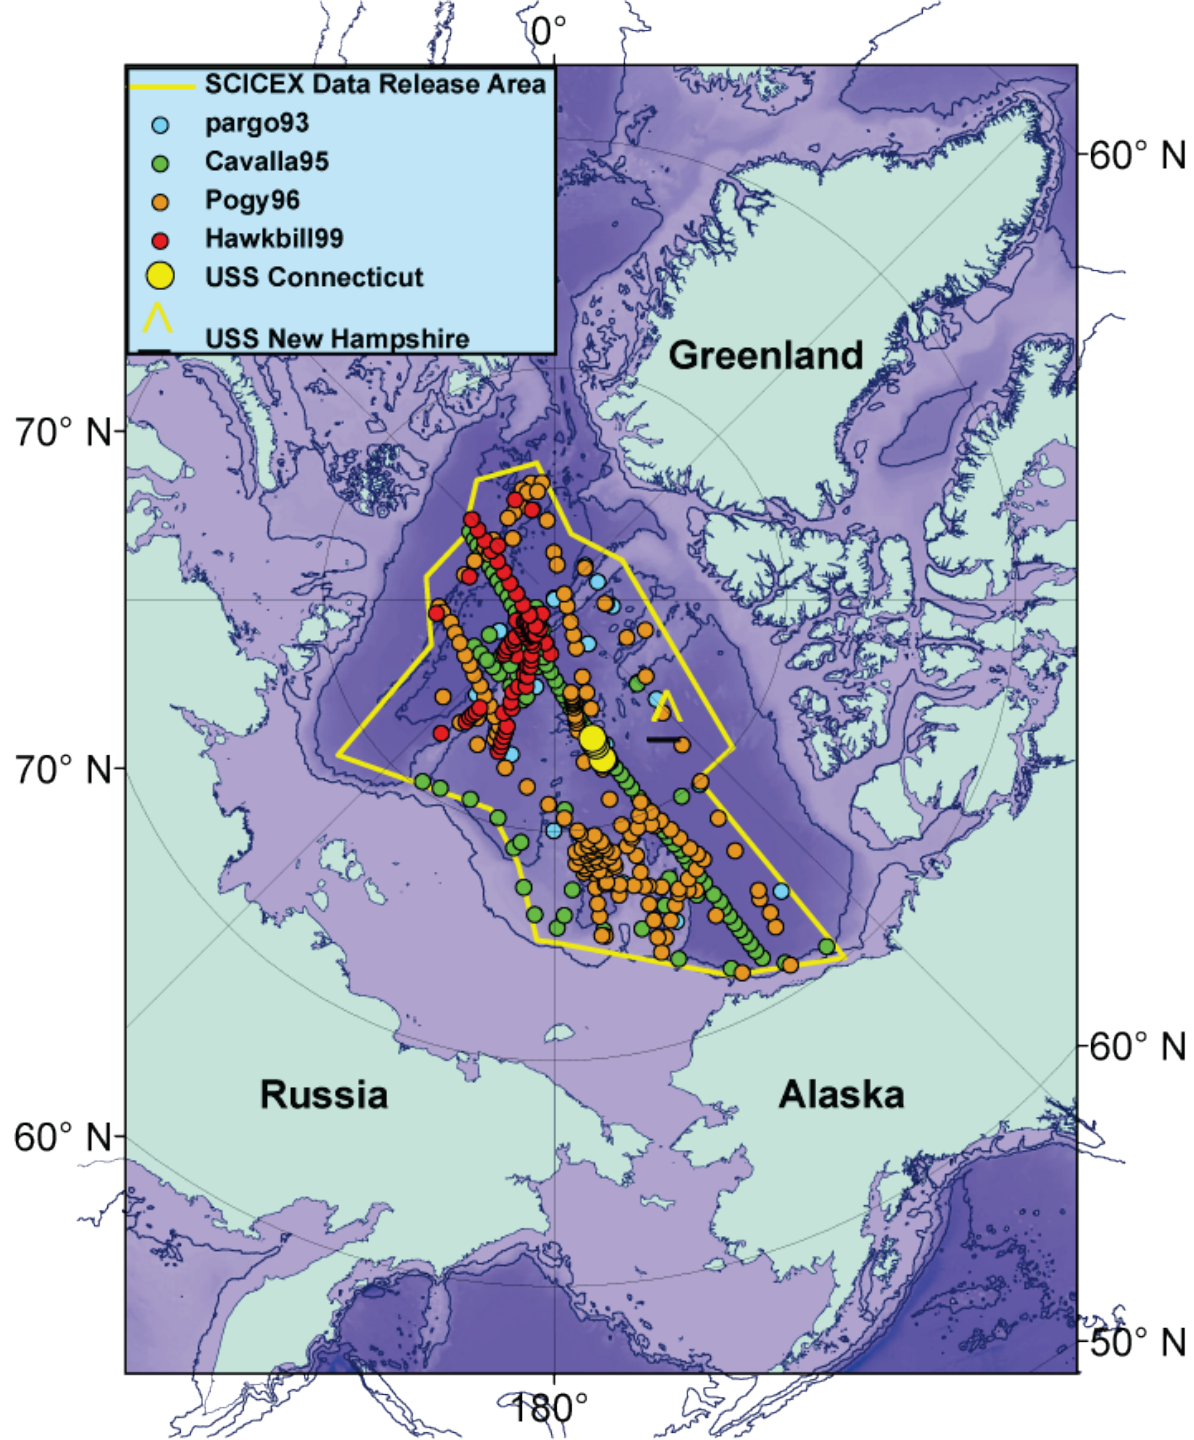 0°
SCICEX Data Release Area
pargo93
Cavalla95
Pogy96
Hawkbill99
USS Connecticut
USS New Hampshire
60° N
Greenland
70° N
70° N
60° N
Russia
Alaska
60° N
50° N
180°